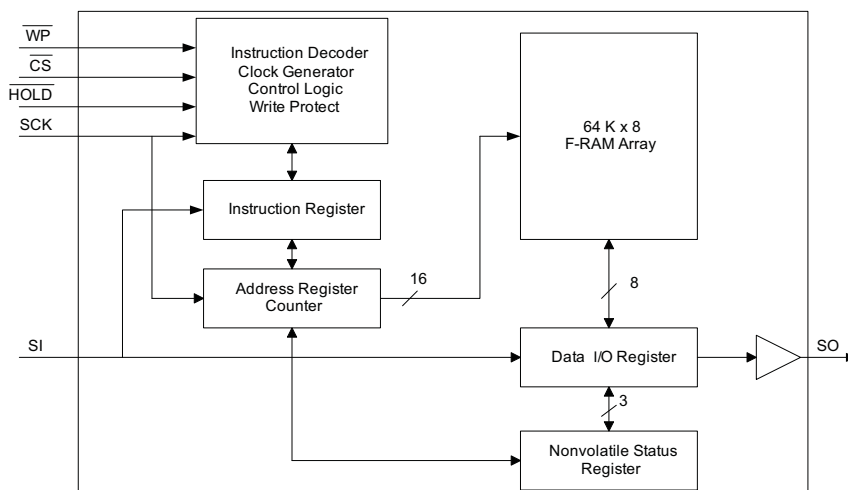 WP
CS
HOLD
SCK
Instruction Decoder
Clock Generator
Control Logic
Write Protect
64 K x 8
F-RAM Array
Instruction Register
Address Register
Counter
16
8
SI
Data I/O Register
SO
3
Nonvolatile Status
Register